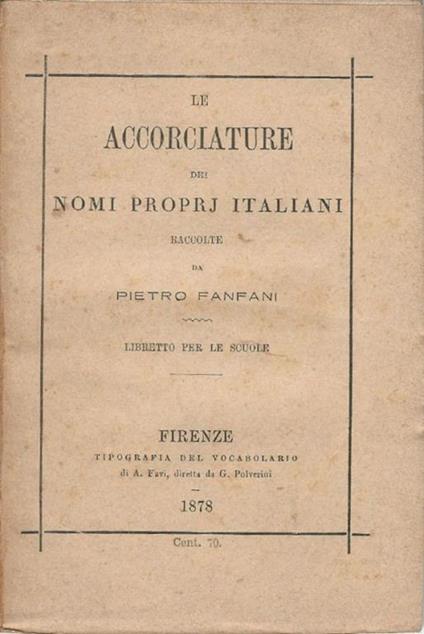 LE
ACCORCIATURE
DEI
NOMI PROPRJ ITALIANI
RACCOLTE
DA
PIETRO FANFANI
LIBRETTO PER LE SCUOLE
FIRENZE
TIPOGRAFIA DEL VOCABOLARIO
di A. Favi, diretta da G. Polverini
1878
Cent. 70.